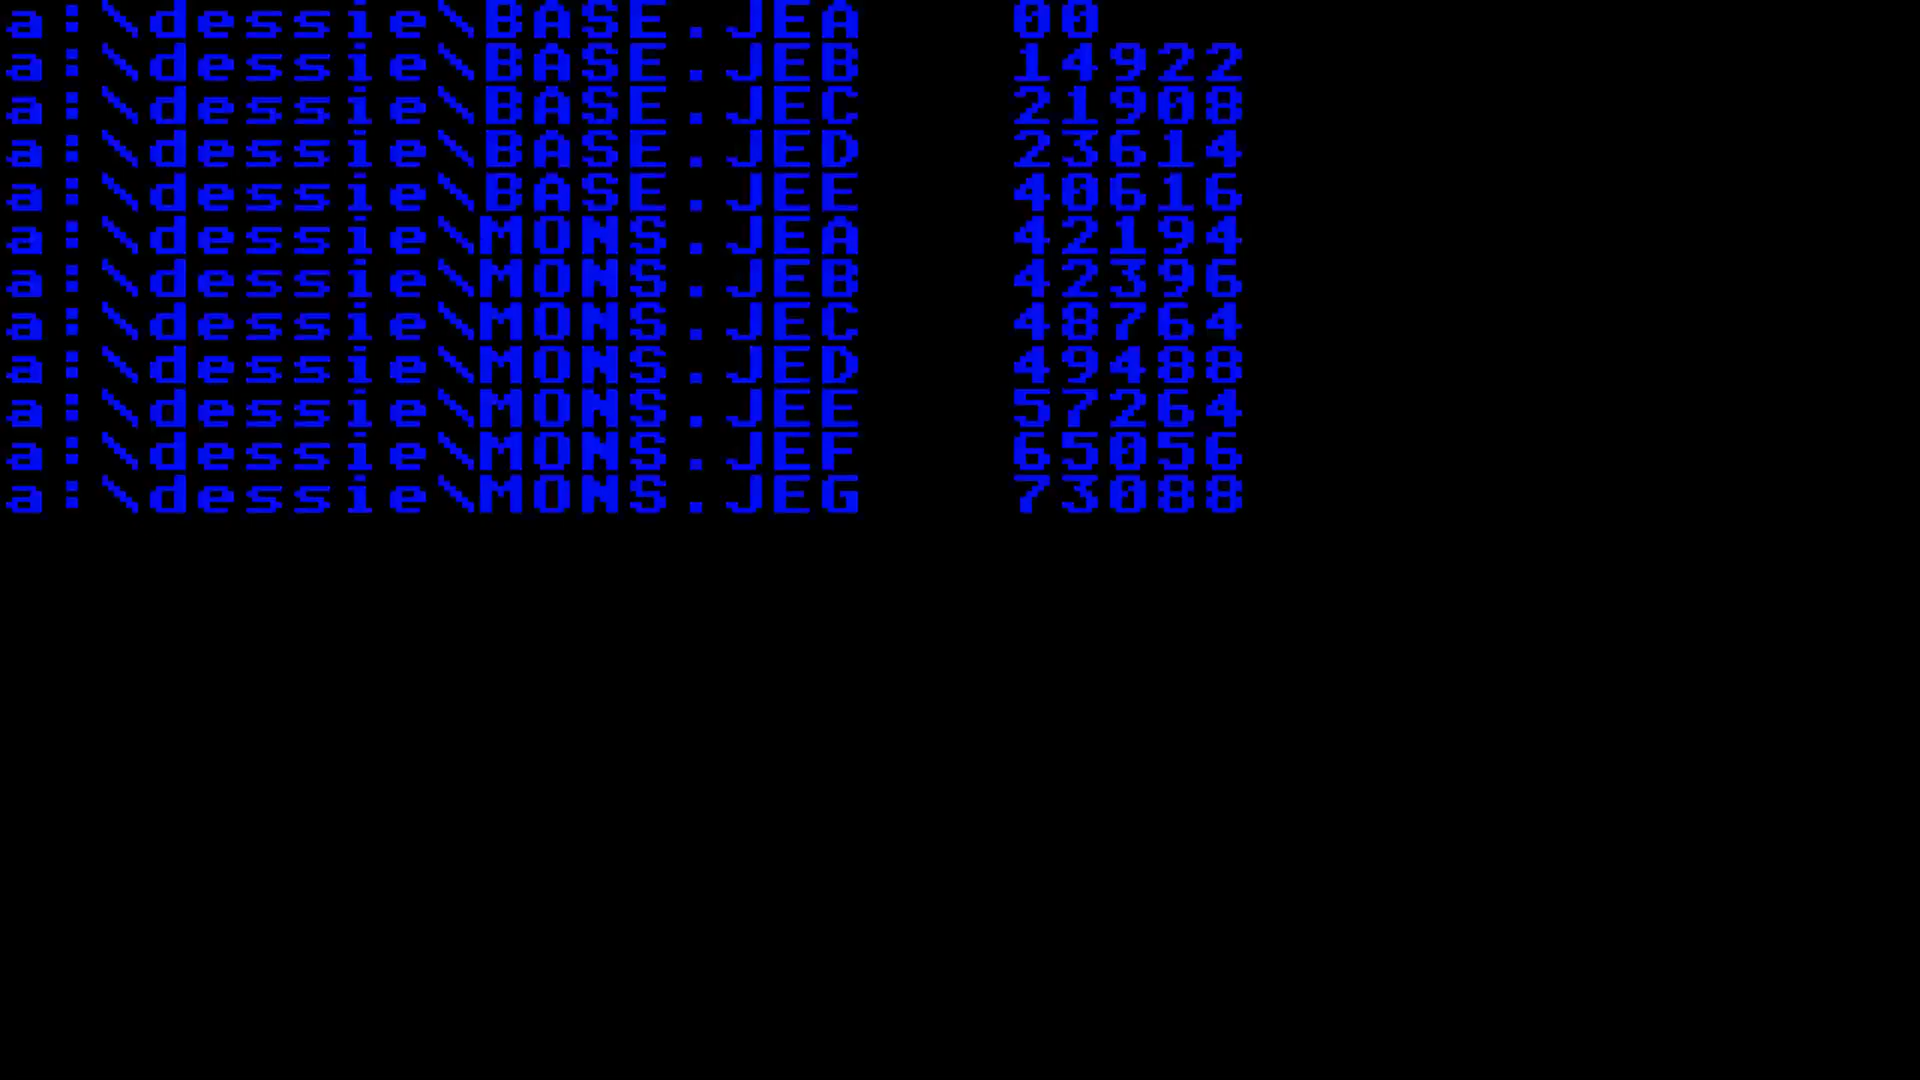 a:\dessie\BASE.JEA 00
a:\dessie\BASE.JEB 14922
a:\dessie\BASE.JEC 21908
a:\dessie\BASE.JED 23614
a:\dessie\BASE.JEE 40616
a:\dessie\MONS.JEA 42194
a:\dessie\MONS.JEB 42396
a:\dessie\MONS.JEC 48764
a:\dessie\MONS.JED 49488
a:\dessie\MONS.JEE 57264
a:\dessie\MONS.JEF 65056
a:\dessie\MONS.JEG 73088